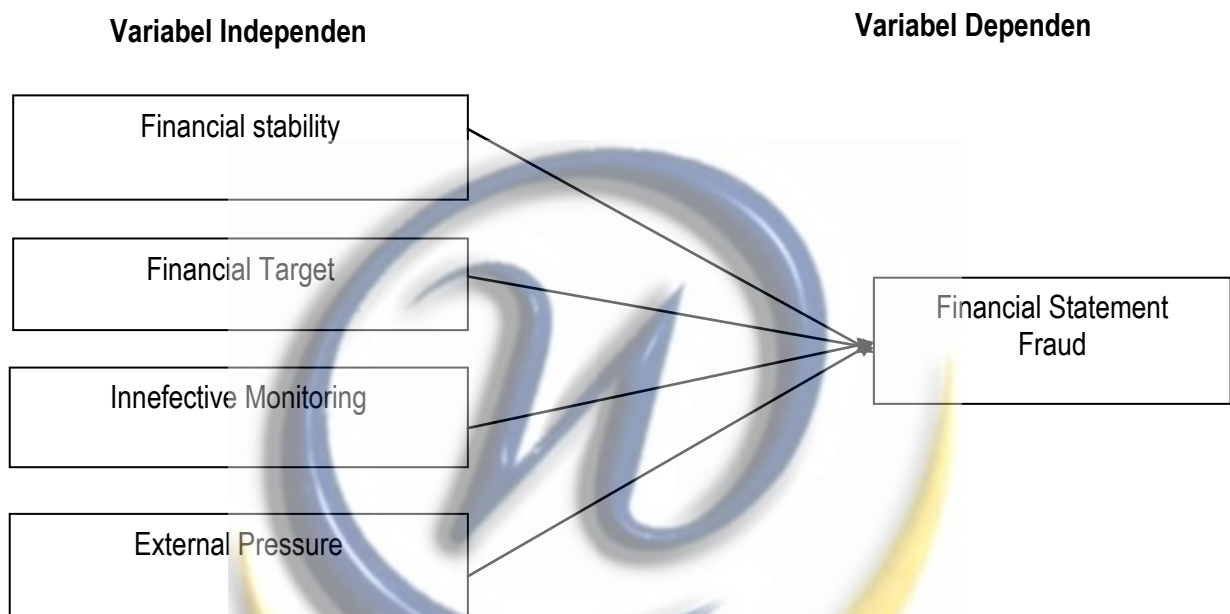 Variabel Independen
Variabel Dependen
Financial stability
Financial Target
Innefective Monitoring
External Pressure
Financial Statement
Fraud